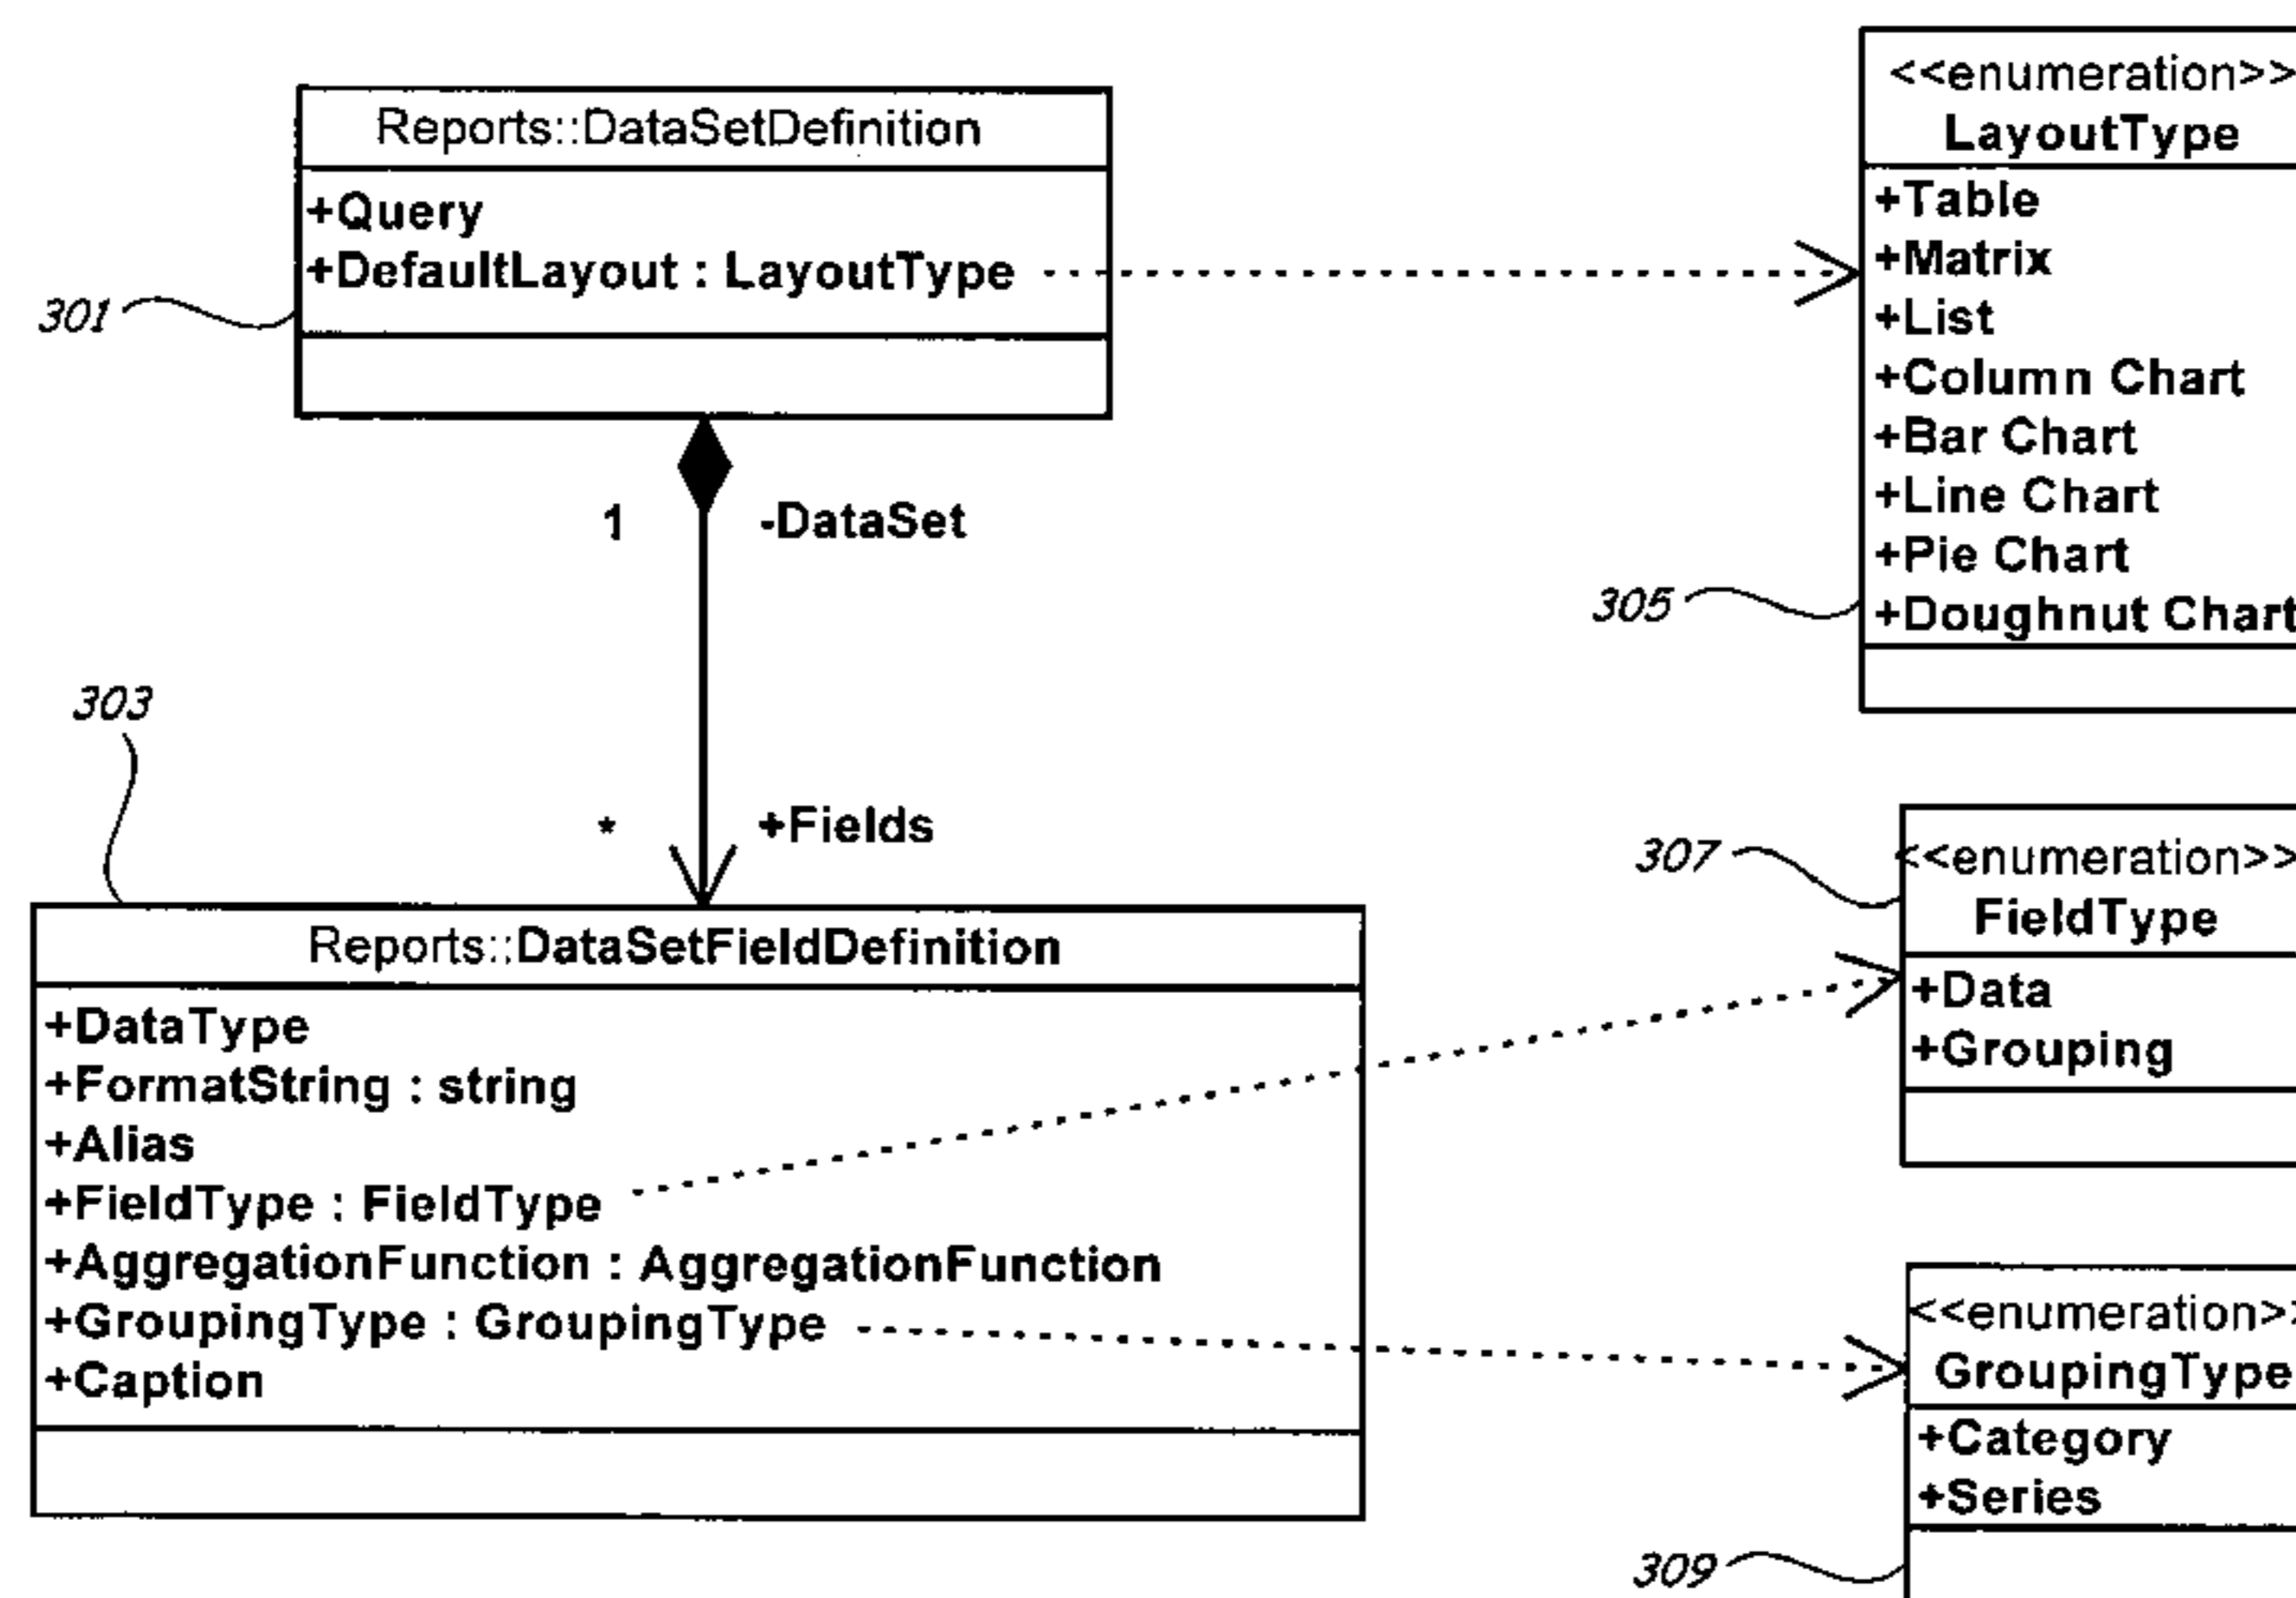 Reports::DataSetDefinition
+Query
+DefaultLayout : LayoutType
301
1
-DataSet
*
+Fields
303
Reports::DataSetFieldDefinition
+DataType
+FormatString : string
+Alias
+FieldType : FieldType
+AggregationFunction : AggregationFunction
+GroupingType : GroupingType
+Caption
<<enumeration>>
LayoutType
+Table
+Matrix
+List
+Column Chart
+Bar Chart
+Line Chart
+Pie Chart
+Doughnut Chart
305
307
<<enumeration>>
FieldType
+Data
+Grouping
<<enumeration>>
GroupingType
+Category
+Series
309